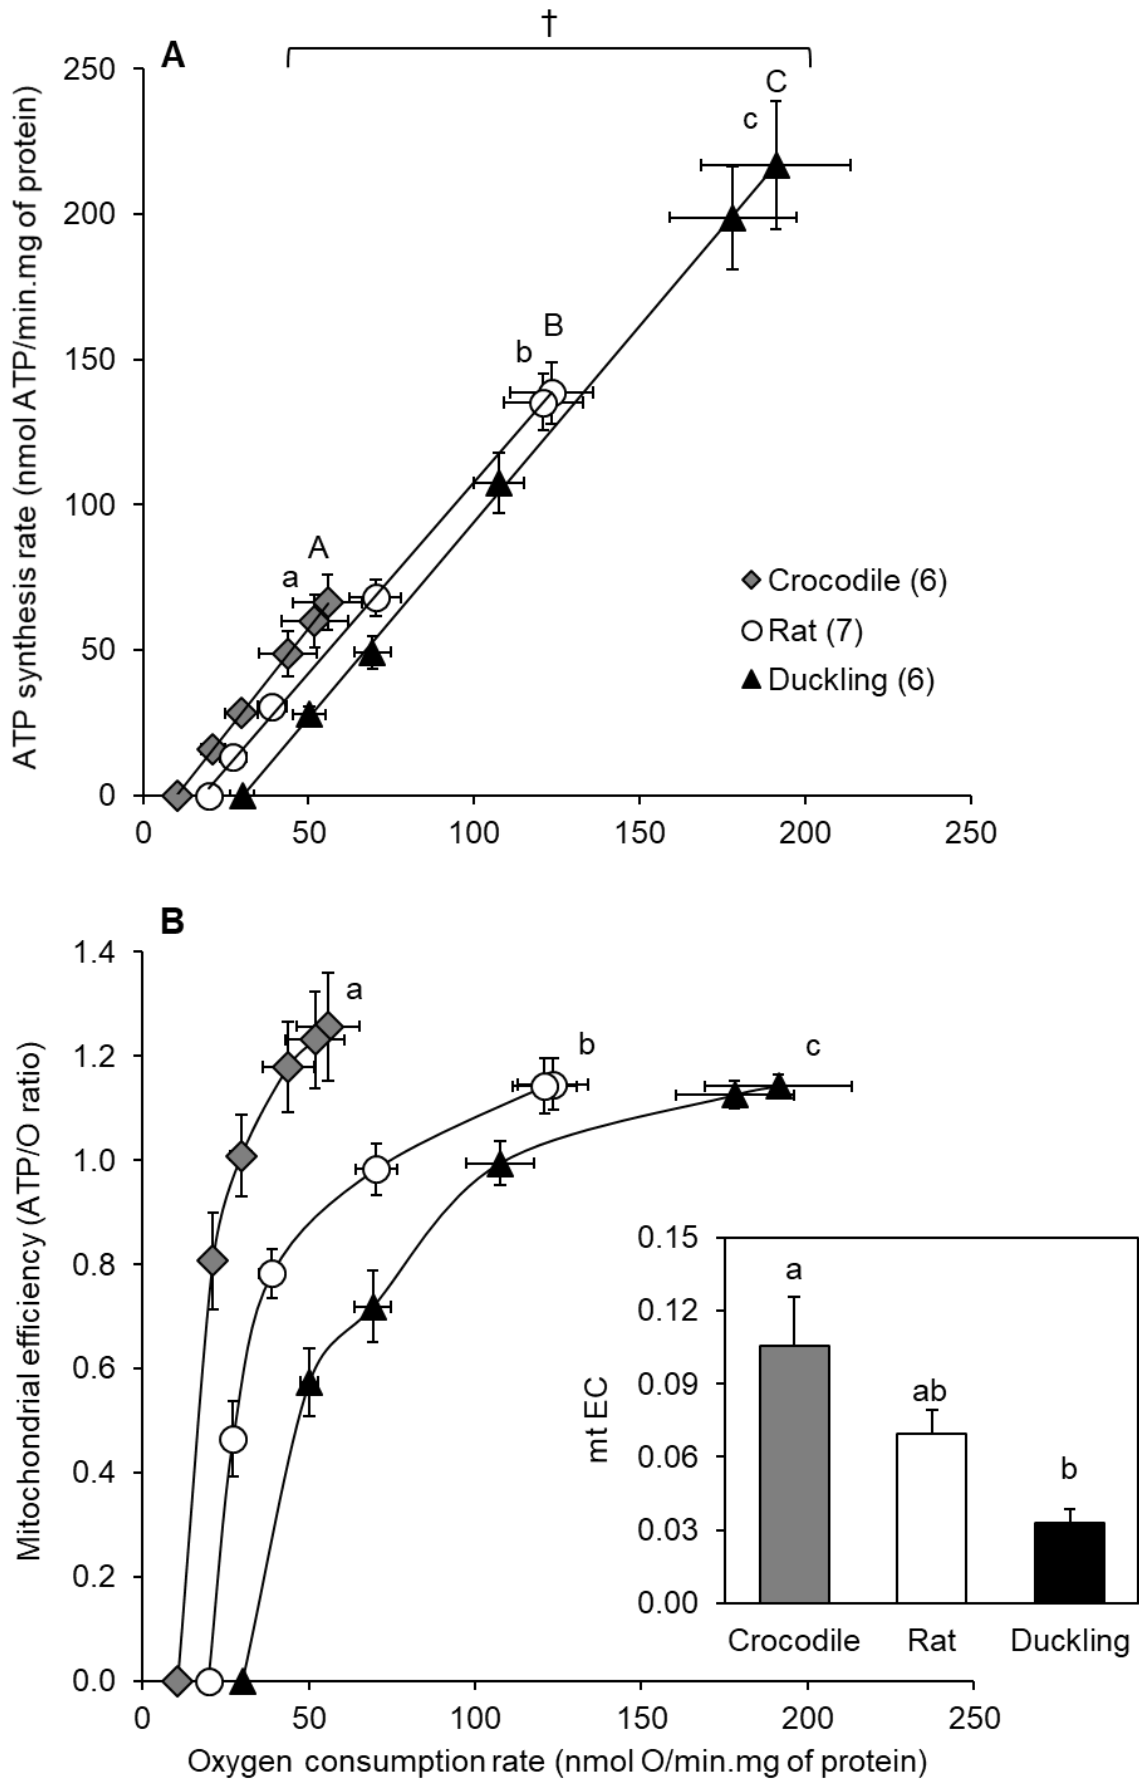 †
A
250
200
150
100
50
0
ATP synthesis rate (nmol ATP/min.mg of protein)
C
c
B
b
A
a
Crocodile (6)
Rat (7)
Duckling (6)
0 50 100 150 200 250
B
1.4
1.2
1.0
0.8
0.6
0.4
0.2
0.0
Mitochondrial efficiency (ATP/O ratio)
a
b
c
0.15
0.12
0.09
0.06
0.03
0.00
mt EC
a
ab
b
Crocodile Rat Duckling
0 50 100 150 200 250
Oxygen consumption rate (nmol O/min.mg of protein)